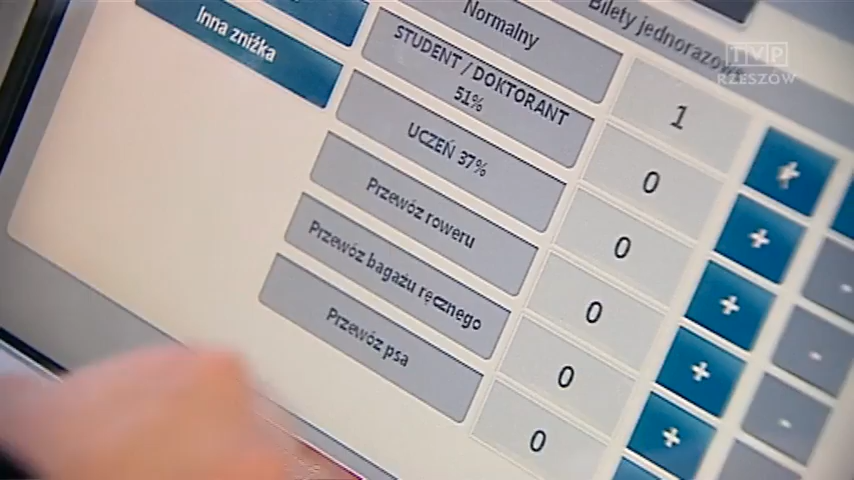 Bilety jednorazowe
TVP
RZESZÓW
Inna zniżka
Normalny
1
+
STUDENT / DOKTORANT
51%
0
+
-
UCZEŃ 37%
0
+
-
Przewóz roweru
0
+
-
Przewóz bagażu ręcznego
0
+
Przewóz psa
0